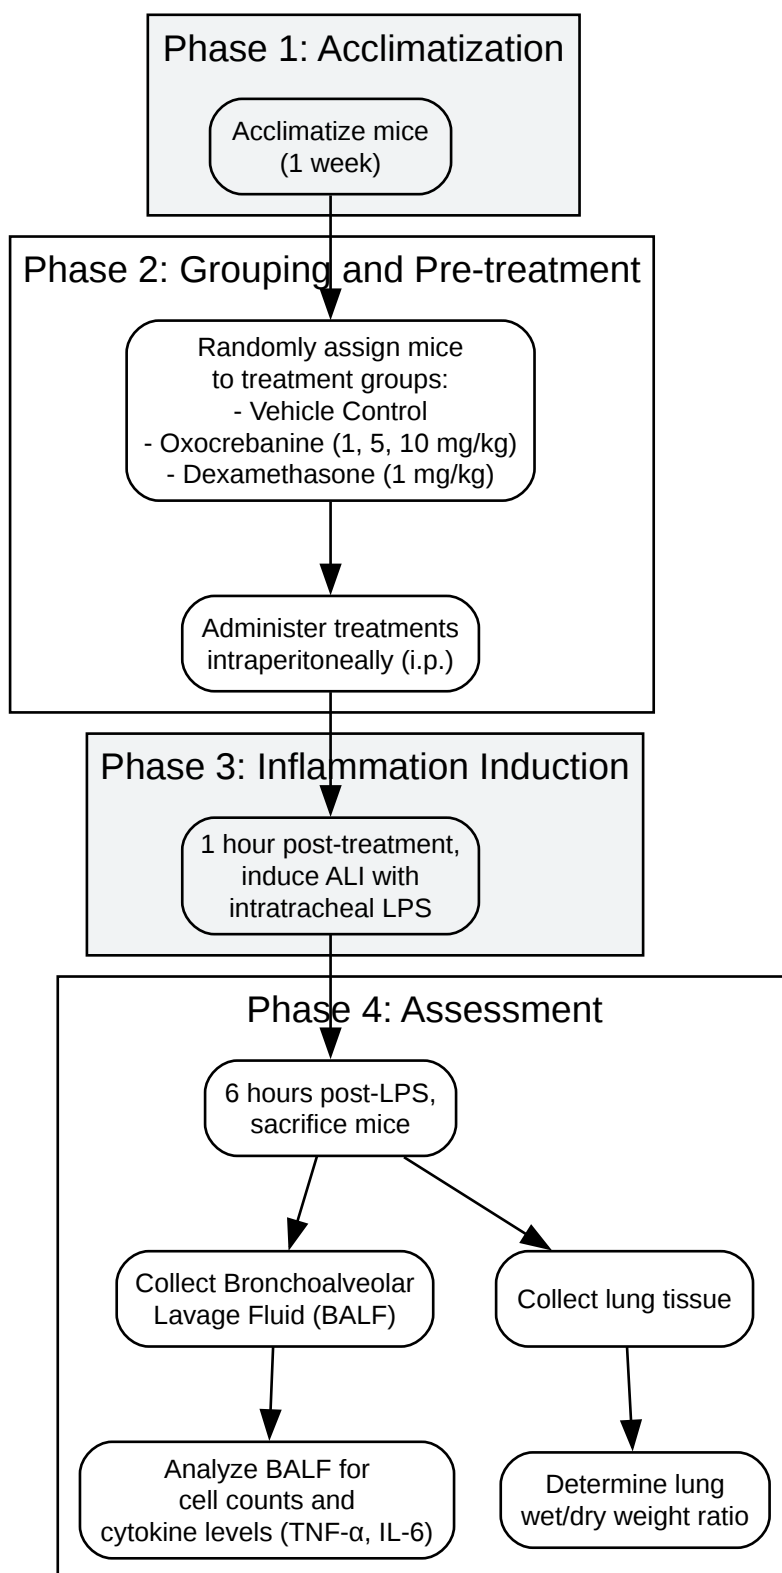 Phase 1: Acclimatization
Acclimatize mice
(1 week)
Phase 2: Grouping and Pre-treatment
Randomly assign mice
to treatment groups:
- Vehicle Control
- Oxocrebanine (1, 5, 10 mg/kg)
- Dexamethasone (1 mg/kg)
Administer treatments
intraperitoneally (i.p.)
Phase 3: Inflammation Induction
1 hour post-treatment,
induce ALI with
intratracheal LPS
Phase 4: Assessment
6 hours post-LPS,
sacrifice mice
Collect Bronchoalveolar
Lavage Fluid (BALF)
Collect lung tissue
Analyze BALF for
cell counts and
cytokine levels (TNF-α, IL-6)
Determine lung
wet/dry weight ratio